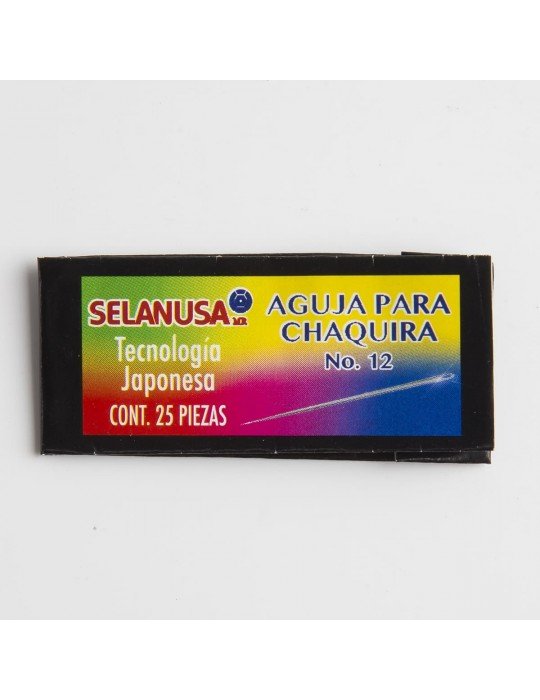 SELANUSA MR
Tecnología
Japonesa
CONT. 25 PIEZAS
AGUJA PARA
CHAQUIRA
No. 12